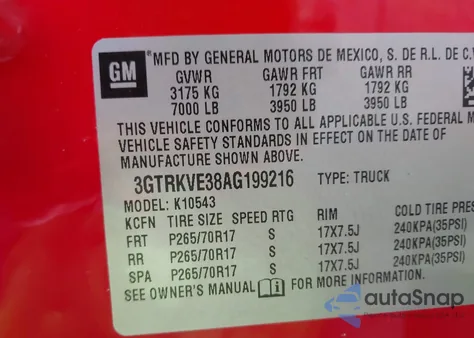 GM
MFD BY GENERAL MOTORS DE MEXICO, S. DE R.L. DE C.V
GVWR GAWR FRT GAWR RR
3175 KG 1792 KG 1792 KG
7000 LB 3950 LB 3950 LB
THIS VEHICLE CONFORMS TO ALL APPLICABLE U.S. FEDERAL M
VEHICLE SAFETY STANDARDS IN EFFECT ON THE DATE OF
MANUFACTURE SHOWN ABOVE.
3GTRKVE38AG199216 TYPE: TRUCK
MODEL: K10543
KCFN TIRE SIZE SPEED RTG RIM COLD TIRE PRES
FRT P265/70R17 S 17X7.5J 240KPA(35PSI)
RR P265/70R17 S 17X7.5J 240KPA(35PSI)
SPA P265/70R17 S 17X7.5J 240KPA(35PSI)
SEE OWNER'S MANUAL i FOR MORE INFORMATION.
autoSnap